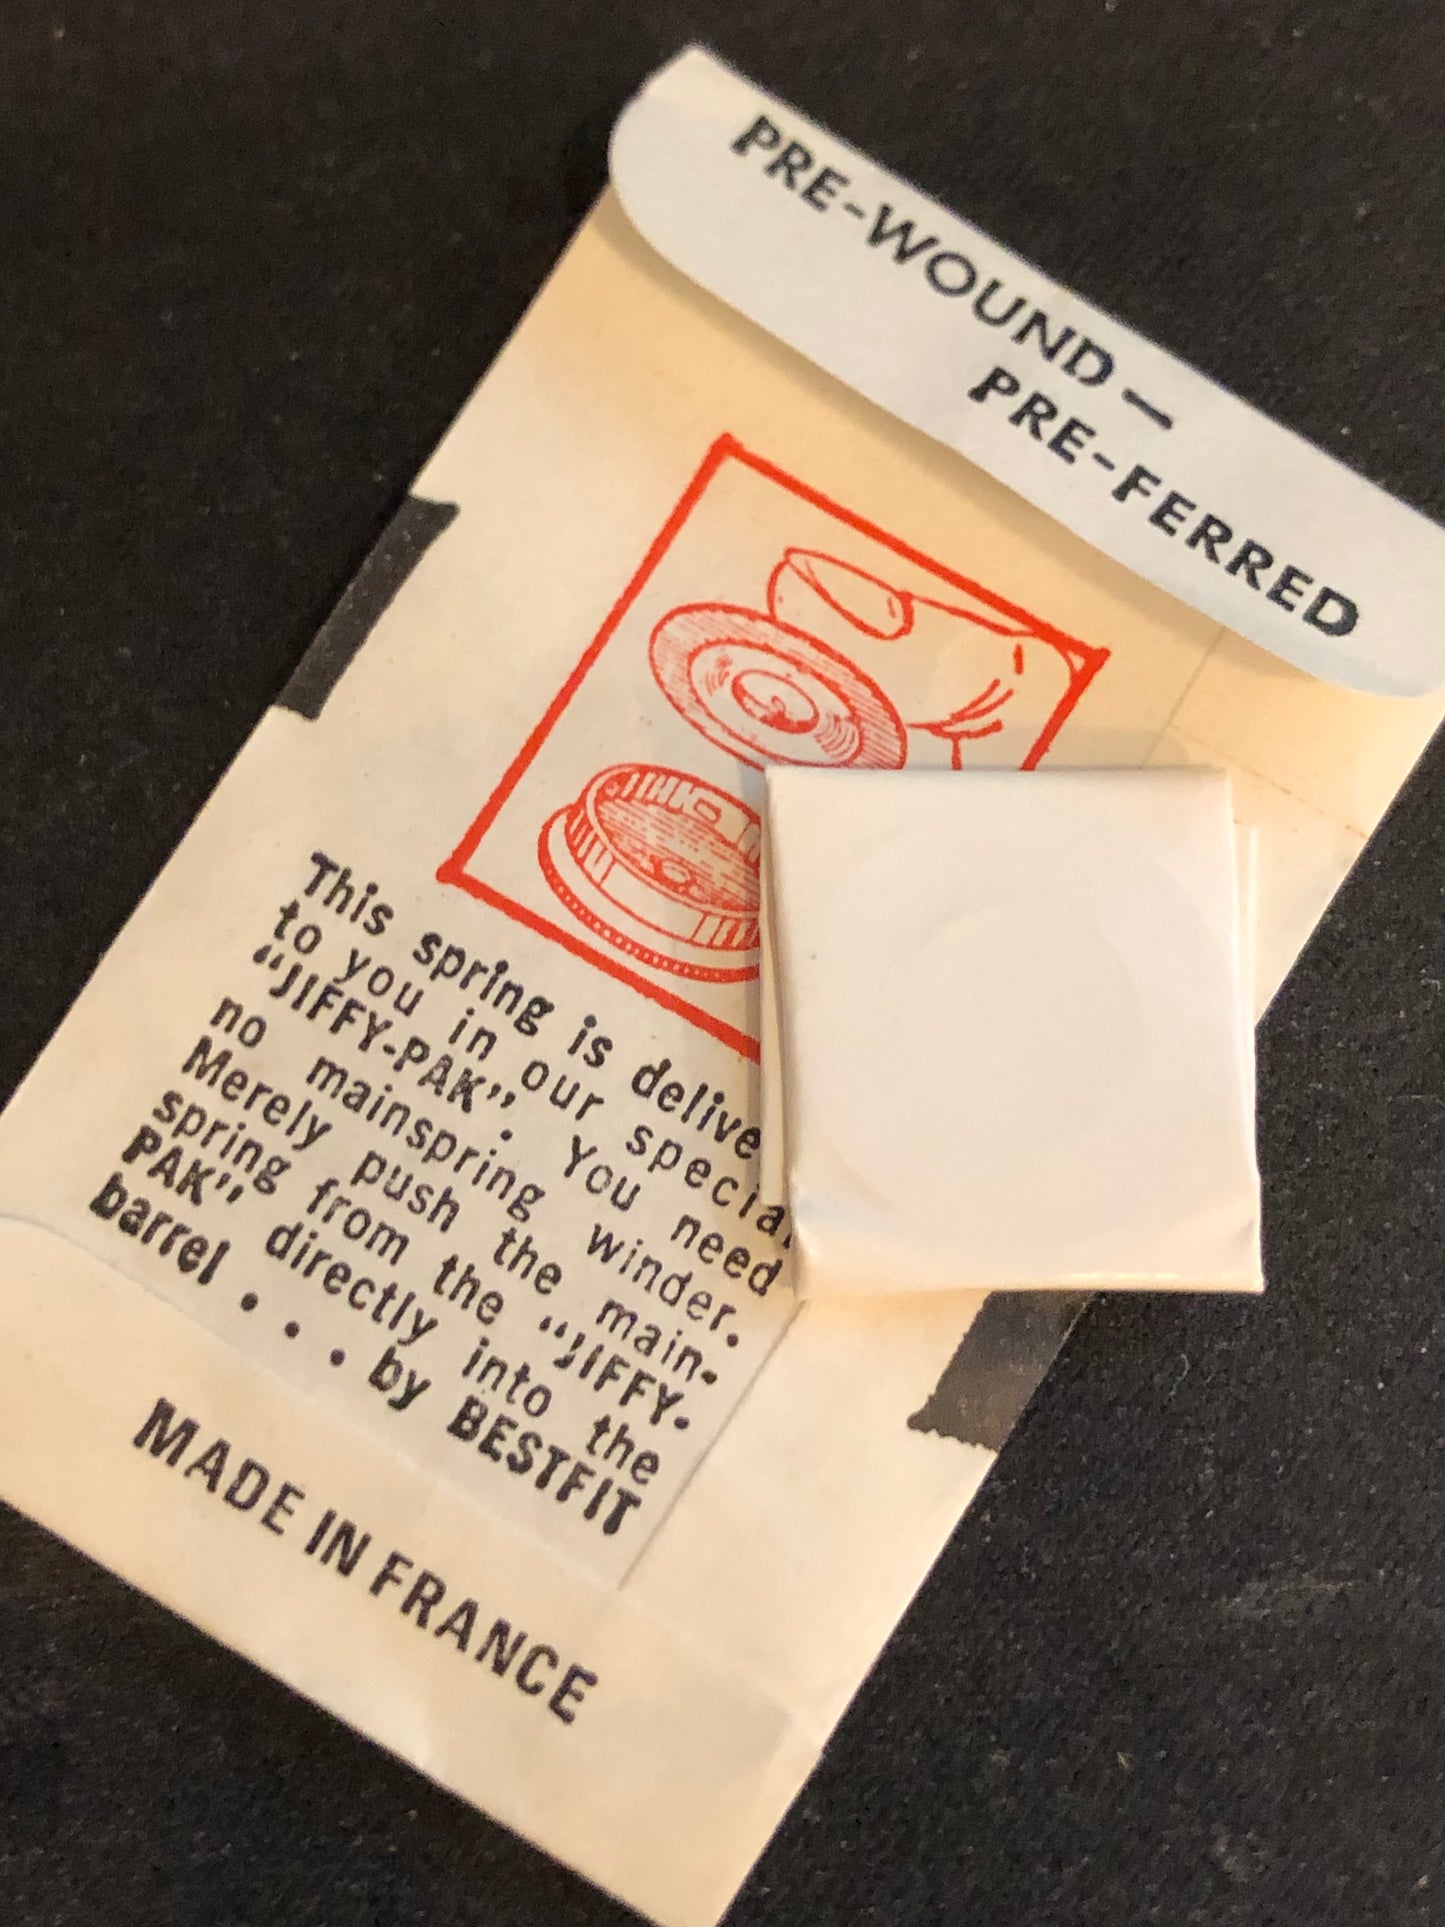 PRE-WOUND —
PRE-FERRED
This spring is delive
to you in our special
“JIFFY-PAK”. You need
no mainspring winder.
Merely push the main-
spring from the “JIFFY-
PAK” directly into the
barrel . . . by BESTFIT
MADE IN FRANCE